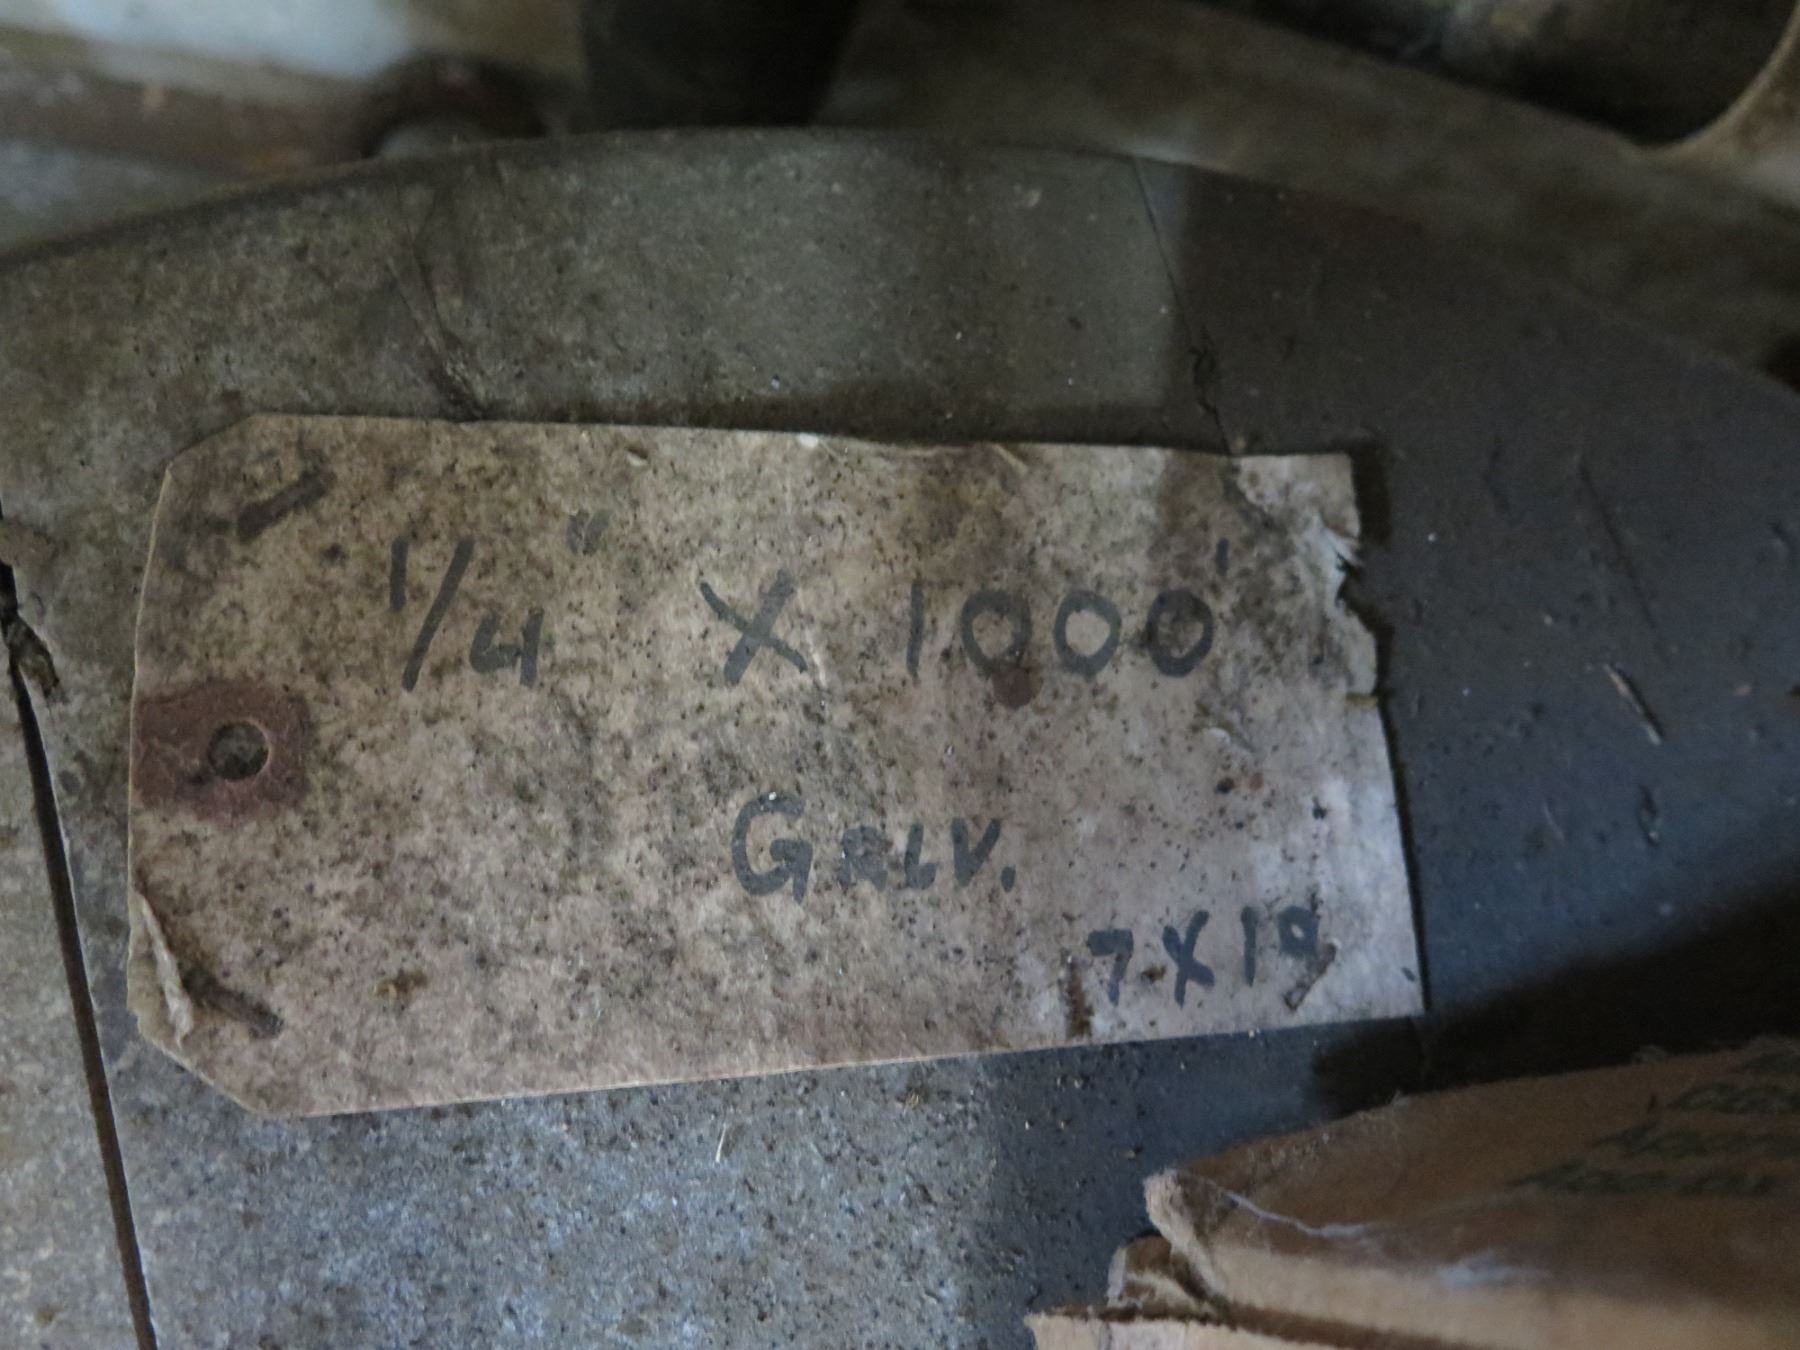 1/4" X 1000'
GALV.
7X19